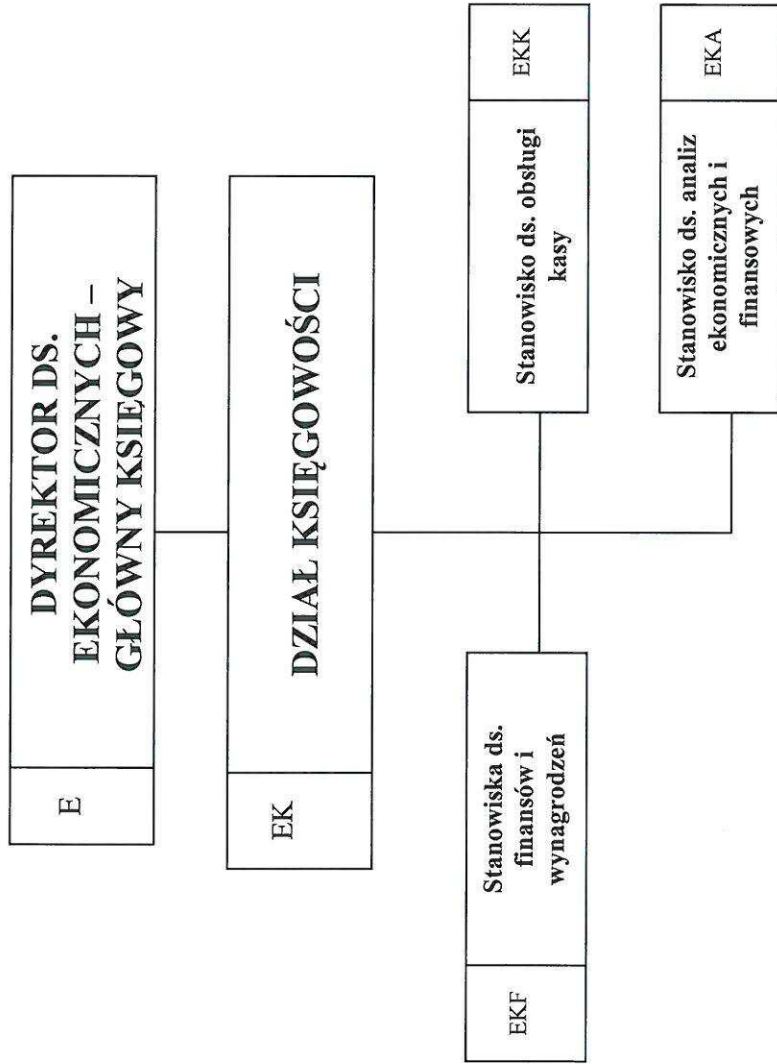 E
DYREKTOR DS.
EKONOMICZNYCH –
GŁÓWNY KSIĘGOWY
EK
DZIAŁ KSIĘGOWOŚCI
EKF
Stanowiska ds.
finansów i
wynagrodzeń
Stanowisko ds. obsługi
kasy
EKK
Stanowisko ds. analiz
ekonomicznych i
finansowych
EKA